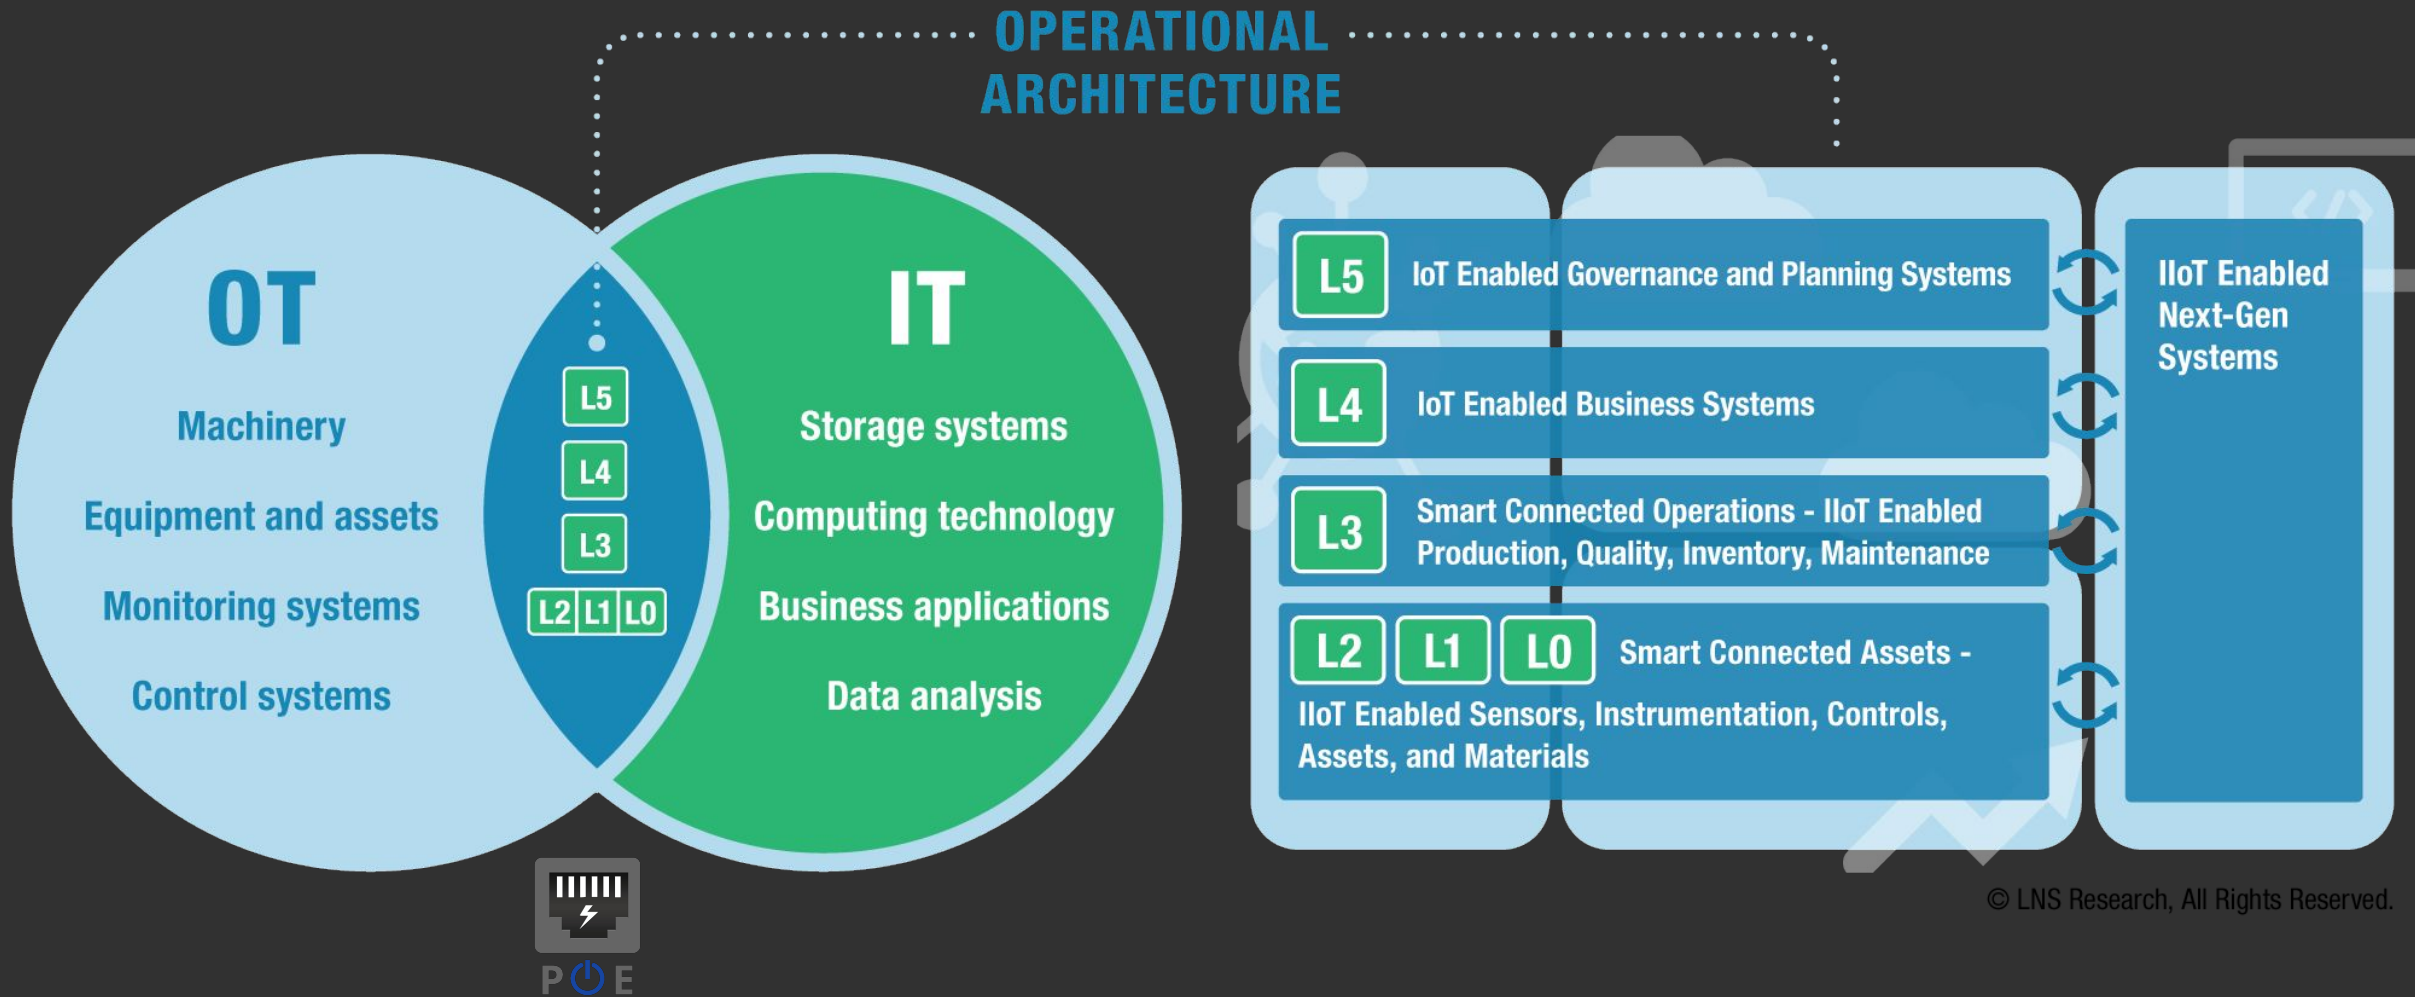 OPERATIONAL
ARCHITECTURE
OT
Machinery
Equipment and assets
Monitoring systems
Control systems
L5
L4
L3
L2 L1 L0
IT
Storage systems
Computing technology
Business applications
Data analysis
L5 IoT Enabled Governance and Planning Systems
L4 IoT Enabled Business Systems
L3 Smart Connected Operations - IIoT Enabled
Production, Quality, Inventory, Maintenance
L2 L1 L0 Smart Connected Assets -
IIoT Enabled Sensors, Instrumentation, Controls,
Assets, and Materials
IIoT Enabled
Next-Gen
Systems
</>
© LNS Research, All Rights Reserved.
POE